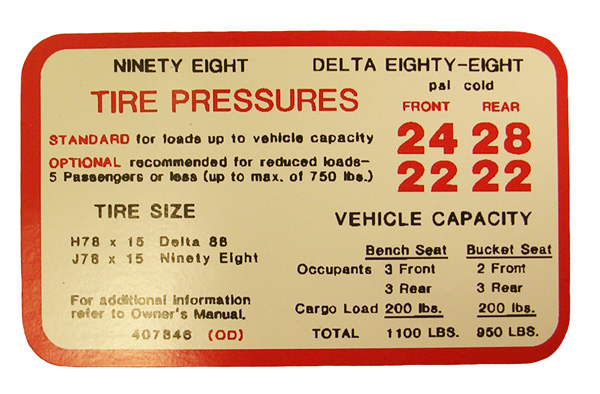 NINETY EIGHT DELTA EIGHTY-EIGHT
psi cold
TIRE PRESSURES FRONT REAR
STANDARD for loads up to vehicle capacity 24 28
OPTIONAL recommended for reduced loads-
5 Passengers or less (up to max. of 750 lbs.) 22 22
TIRE SIZE
H78 x 15 Delta 88
J78 x 15 Ninety Eight
For additional information
refer to Owner's Manual.
407846 (OD)
VEHICLE CAPACITY
Bench Seat Bucket Seat
Occupants 3 Front 2 Front
3 Rear 3 Rear
Cargo Load 200 lbs. 200 lbs.
TOTAL 1100 LBS. 950 LBS.